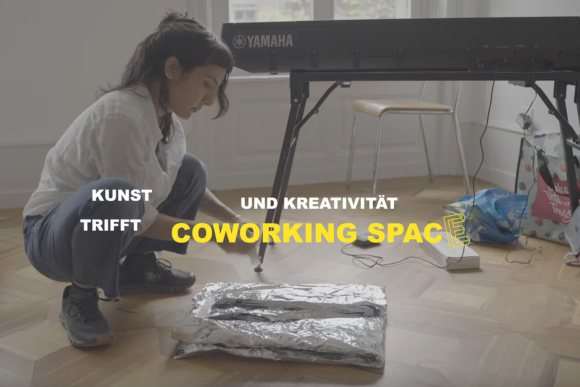 YAMAHA
KUNST
UND KREATIVITÄT
TRIFFT
COWORKING SPACE